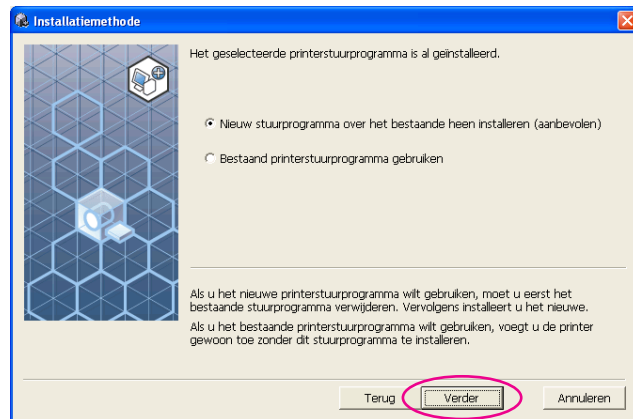 Installatiemethode
Het geselecteerde printerstuurprogramma is al geïnstalleerd.
Nieuw stuurprogramma over het bestaande heen installeren (aanbevolen)
Bestaand printerstuurprogramma gebruiken
Als u het nieuwe printerstuurprogramma wilt gebruiken, moet u eerst het
bestaande stuurprogramma verwijderen. Vervolgens installeert u het nieuwe.
Als u het bestaande printerstuurprogramma wilt gebruiken, voegt u de printer
gewoon toe zonder dit stuurprogramma te installeren.
Terug
Verder
Annuleren